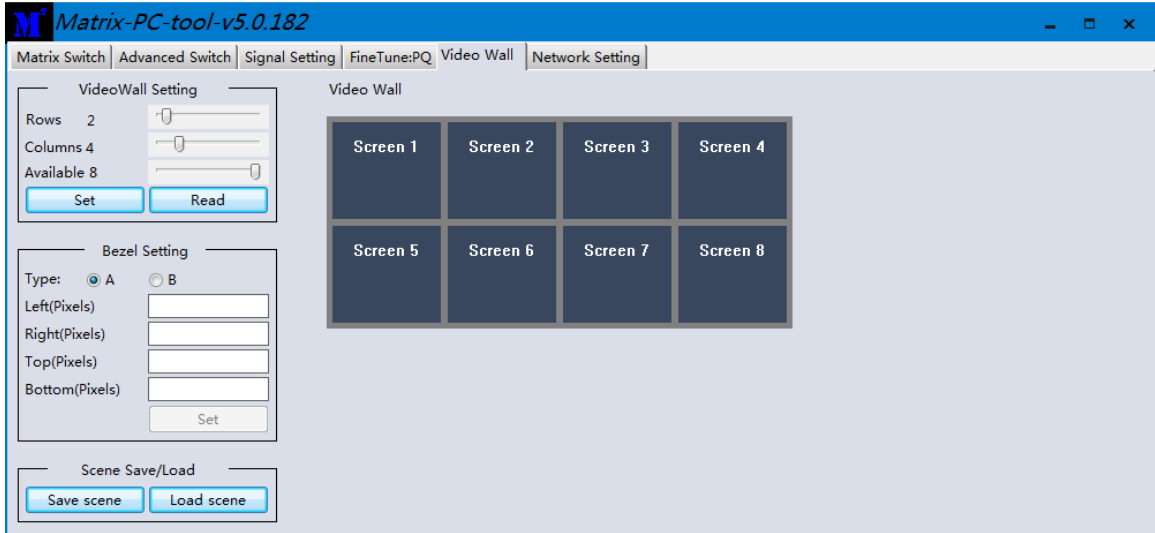 M Matrix-PC-tool-v5.0.182
Matrix Switch Advanced Switch Signal Setting FineTune:PQ Video Wall Network Setting
VideoWall Setting
Rows 2
Columns 4
Available 8
Set Read
Bezel Setting
Type: A B
Left(Pixels)
Right(Pixels)
Top(Pixels)
Bottom(Pixels)
Set
Scene Save/Load
Save scene Load scene
Video Wall
Screen 1 Screen 2 Screen 3 Screen 4
Screen 5 Screen 6 Screen 7 Screen 8